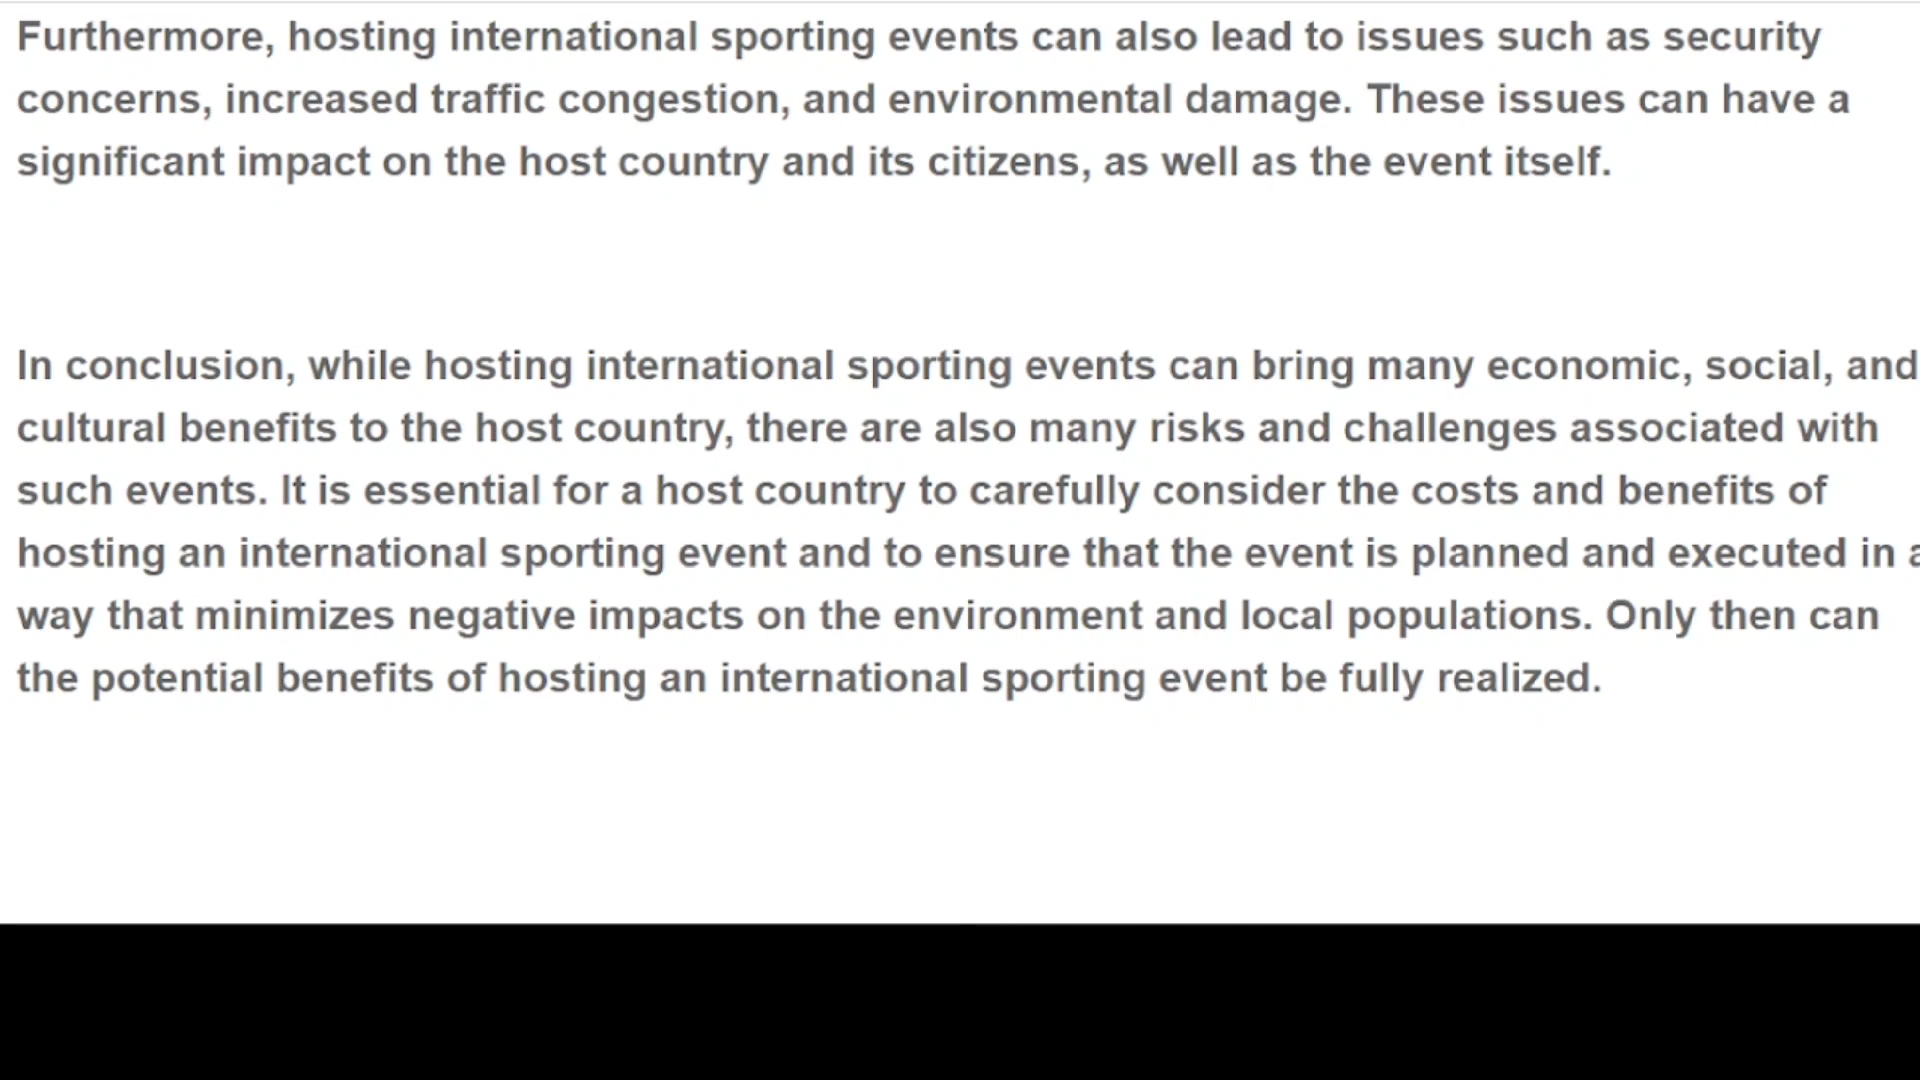 Furthermore, hosting international sporting events can also lead to issues such as security
concerns, increased traffic congestion, and environmental damage. These issues can have a
significant impact on the host country and its citizens, as well as the event itself.
In conclusion, while hosting international sporting events can bring many economic, social, and
cultural benefits to the host country, there are also many risks and challenges associated with
such events. It is essential for a host country to carefully consider the costs and benefits of
hosting an international sporting event and to ensure that the event is planned and executed in a
way that minimizes negative impacts on the environment and local populations. Only then can
the potential benefits of hosting an international sporting event be fully realized.